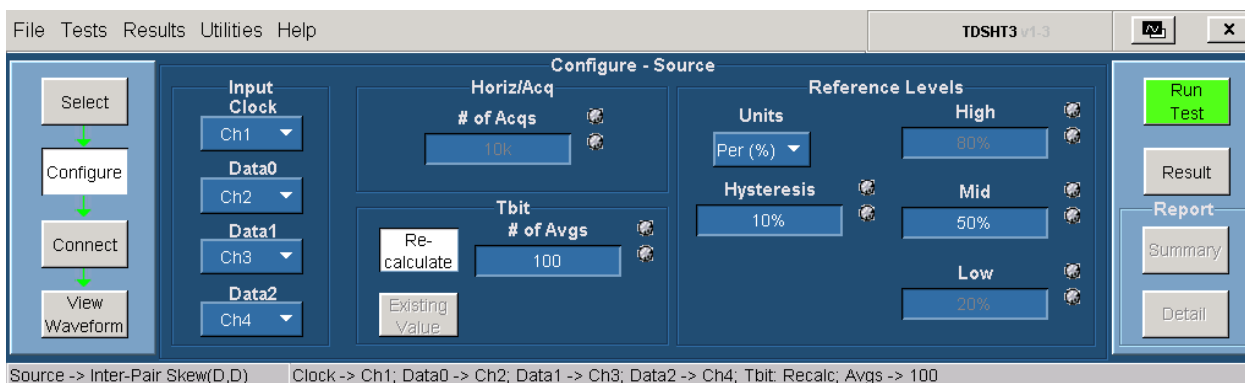 File Tests Results Utilities Help
TDSHT3 v1-3
Select
Configure
Connect
View
Waveform
Configure - Source
Input
Clock
Ch1
Data0
Ch2
Data1
Ch3
Data2
Ch4
Horiz/Acq
# of Acqs
10k
Tbit
Re-
calculate
# of Avgs
100
Existing
Value
Reference Levels
Units
Per (%)
Hysteresis
10%
High
80%
Mid
50%
Low
20%
Run
Test
Result
Report
Summary
Detail
Source -> Inter-Pair Skew(D,D) Clock -> Ch1; Data0 -> Ch2; Data1 -> Ch3; Data2 -> Ch4; Tbit: Recalc; Avgs -> 100